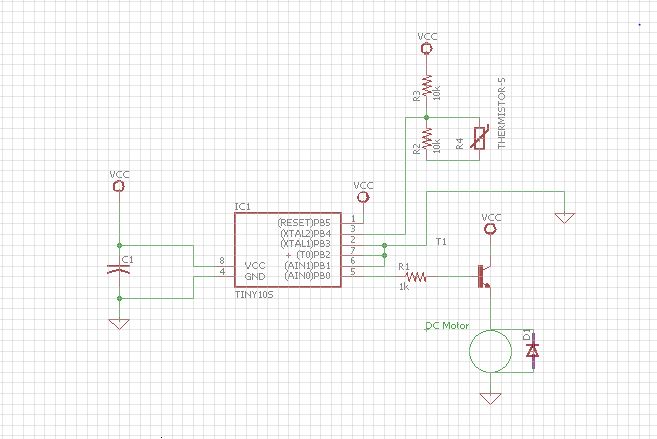 VCC
R3
10k
R2
10k
R4
THERMISTOR-5
VCC
VCC
IC1
(RESET)PB5
1
(XTAL2)PB4
3
(XTAL1)PB3
2
+ (T0)PB2
7
8
VCC
(AIN1)PB1
6
4
GND
(AIN0)PB0
5
TINY10S
C1
R1
1k
T1
VCC
DC Motor
D1